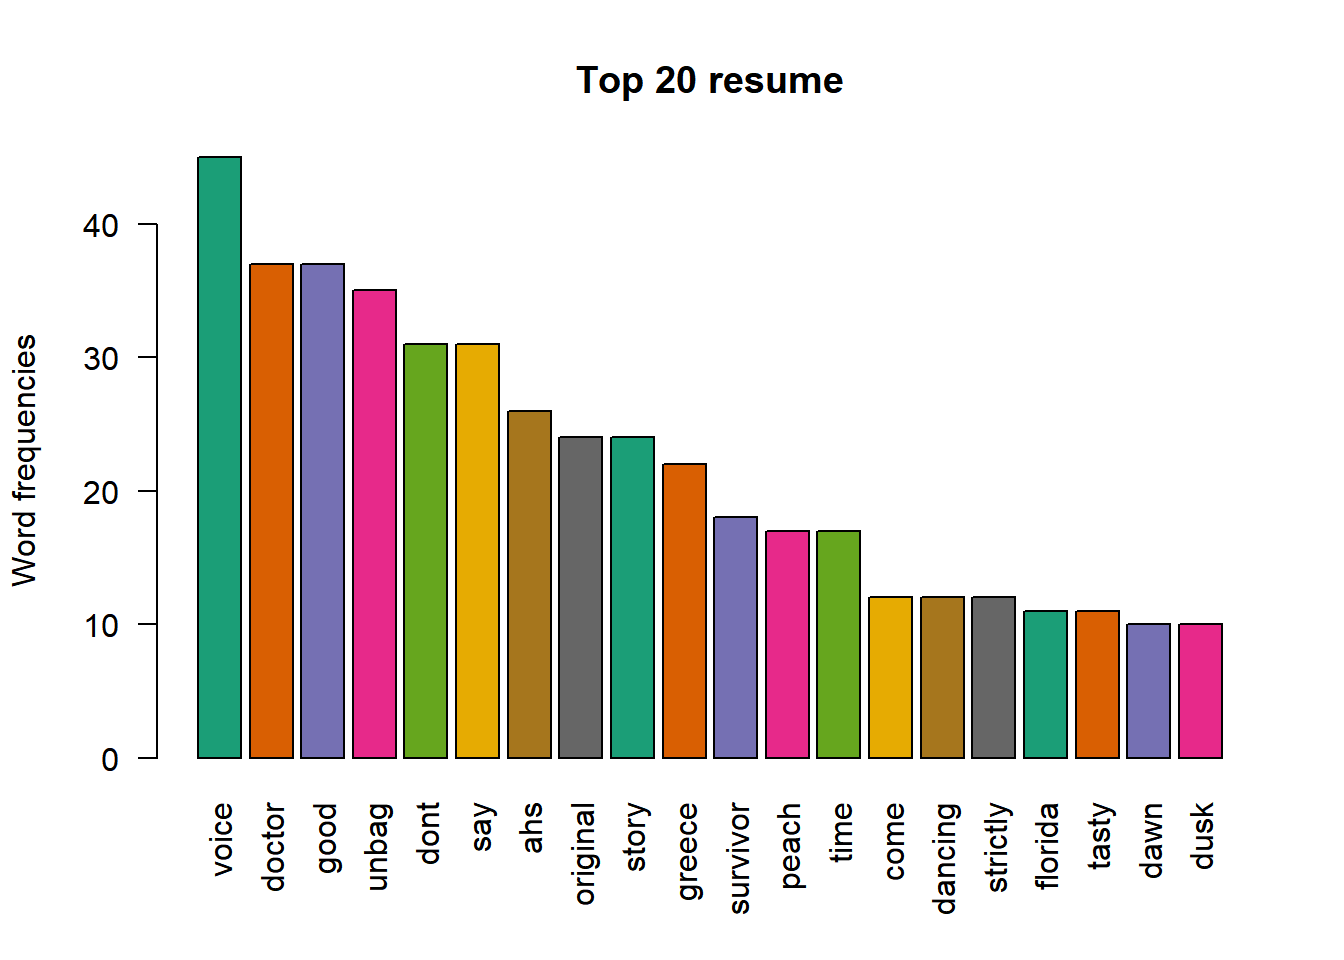 Top 20 resume
Word frequencies
40
30
20
10
0
voice
doctor
good
unbag
dont
say
ahs
original
story
greece
survivor
peach
time
come
dancing
strictly
florida
tasty
dawn
dusk